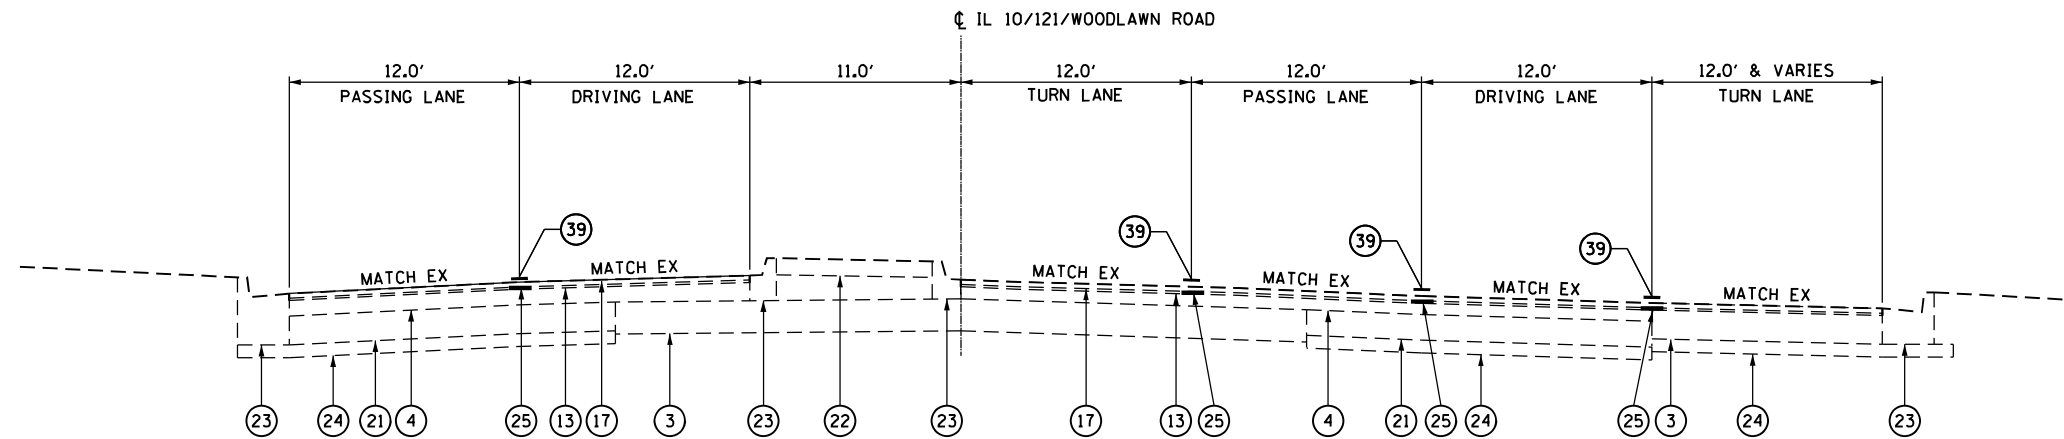 ℄ IL 10/121/WOODLAWN ROAD
12.0' 12.0' 11.0' 12.0' 12.0' 12.0' 12.0' & VARIES
PASSING LANE DRIVING LANE TURN LANE PASSING LANE DRIVING LANE TURN LANE
39 39 39 39
MATCH EX MATCH EX MATCH EX MATCH EX MATCH EX MATCH EX
23 24 21 4 25 13 17 3 23 22 23 17 13 25 4 21 25 24 25 3 24 23